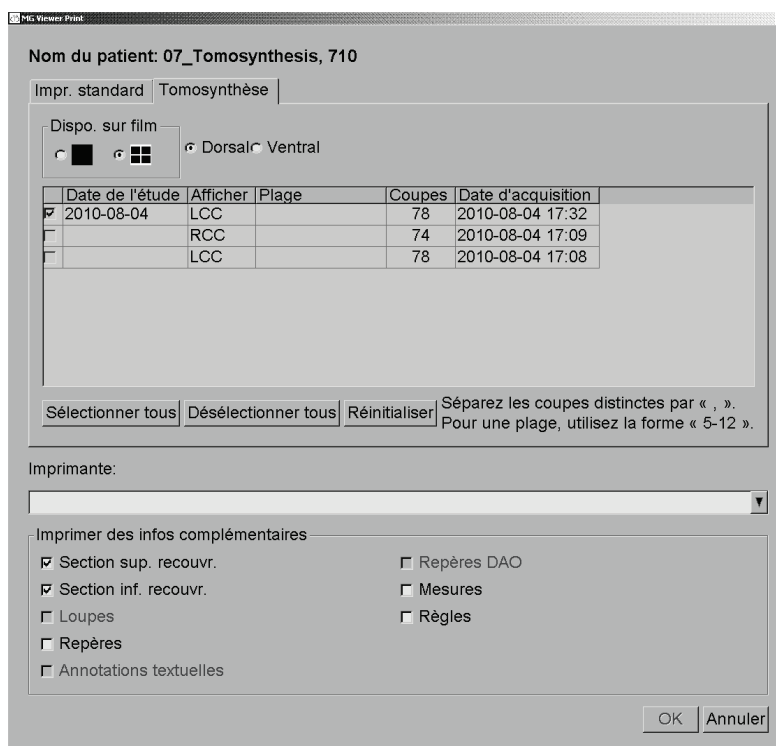 MG Viewer Print
Nom du patient: 07_Tomosynthesis, 710
Impr. standard Tomosynthèse
Dispo. sur film
Dorsal Ventral
Date de l'étude Afficher Plage Coupes Date d'acquisition
2010-08-04 LCC 78 2010-08-04 17:32
RCC 74 2010-08-04 17:09
LCC 78 2010-08-04 17:08
Sélectionner tous Désélectionner tous Réinitialiser Séparez les coupes distinctes par « , ».
Pour une plage, utilisez la forme « 5-12 ».
Imprimante:
Imprimer des infos complémentaires
Section sup. recouvr. Repères DAO
Section inf. recouvr. Mesures
Loupes Règles
Repères
Annotations textuelles
OK Annuler